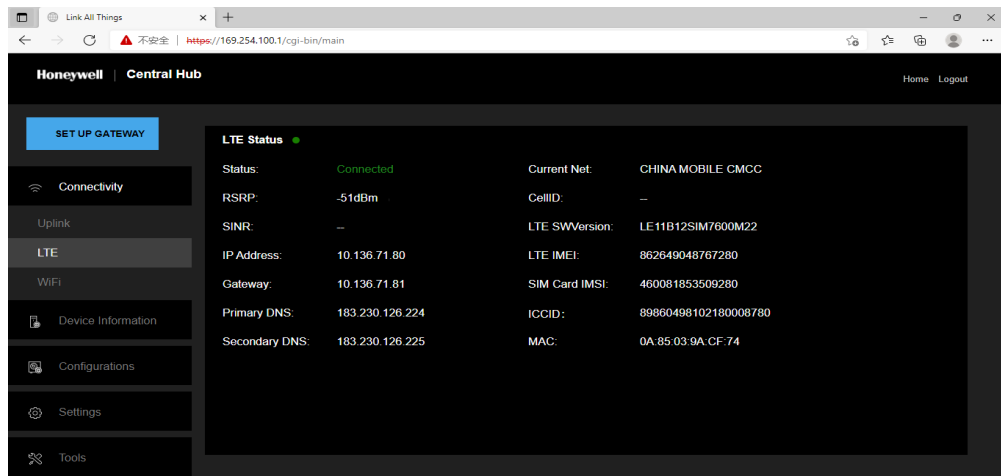 Link All Things
不安全 | https://169.254.100.1/cgi-bin/main
Honeywell | Central Hub
Home Logout
SET UP GATEWAY
Connectivity
Uplink
LTE
WiFi
Device Information
Configurations
Settings
Tools
LTE Status
Status: Connected Current Net: CHINA MOBILE CMCC
RSRP: -51dBm CellID: --
SINR: -- LTE SWVersion: LE11B12SIM7600M22
IP Address: 10.136.71.80 LTE IMEI: 862649048767280
Gateway: 10.136.71.81 SIM Card IMSI: 460081853509280
Primary DNS: 183.230.126.224 ICCID： 89860498102180008780
Secondary DNS: 183.230.126.225 MAC: 0A:85:03:9A:CF:74